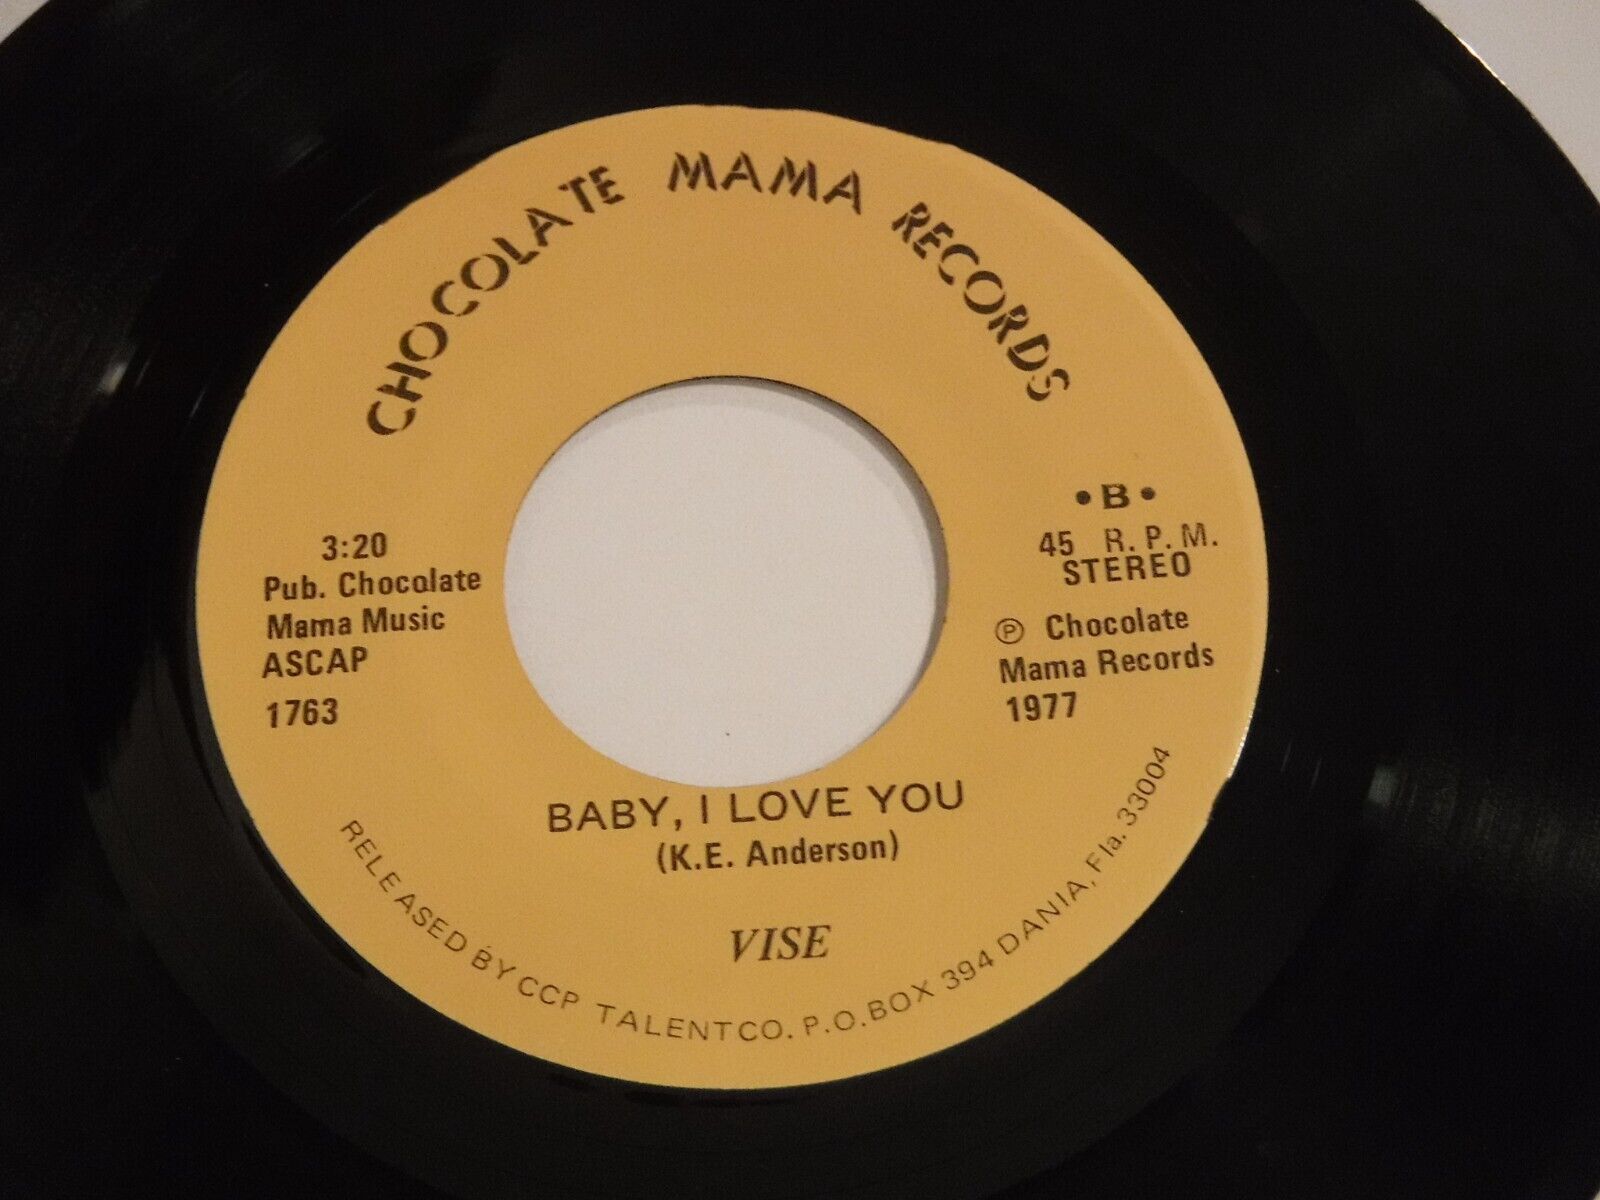 CHOCOLATE MAMA RECORDS
3:20
Pub. Chocolate
Mama Music
ASCAP
1763
• B •
45 R. P. M.
STEREO
Ⓟ Chocolate
Mama Records
1977
BABY, I LOVE YOU
(K.E. Anderson)
VISE
RELEASED BY CCP TALENT CO. P.O. BOX 394 DANIA, Fla. 33004